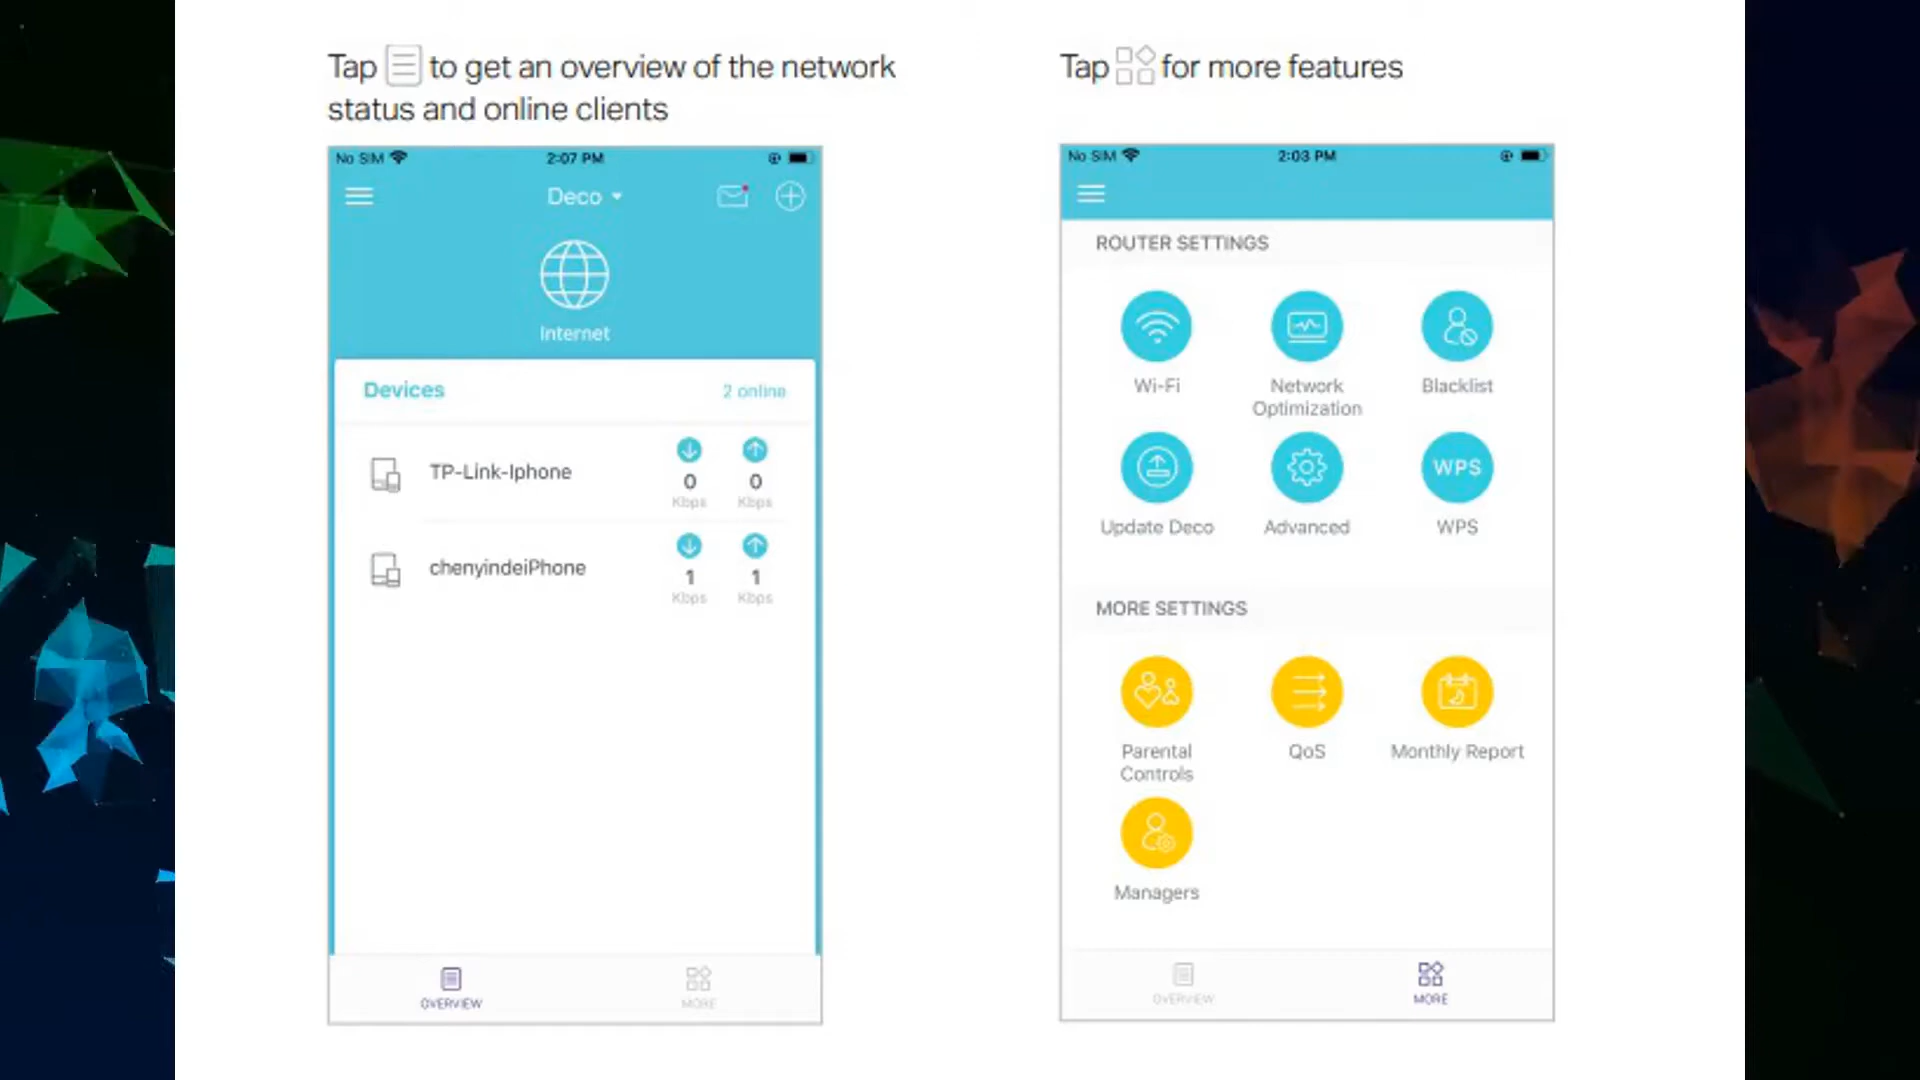 Tap to get an overview of the network
status and online clients
No SIM 2:07 PM
Deco
Internet
Devices 2 online
TP-Link-Iphone
0 0
Kbps Kbps
chenyindeiPhone
1 1
Kbps Kbps
OVERVIEW MORE
Tap for more features
No SIM 2:03 PM
ROUTER SETTINGS
Wi-Fi Network Blacklist
Optimization
WPS
Update Deco Advanced WPS
MORE SETTINGS
Parental QoS Monthly Report
Controls
Managers
OVERVIEW MORE